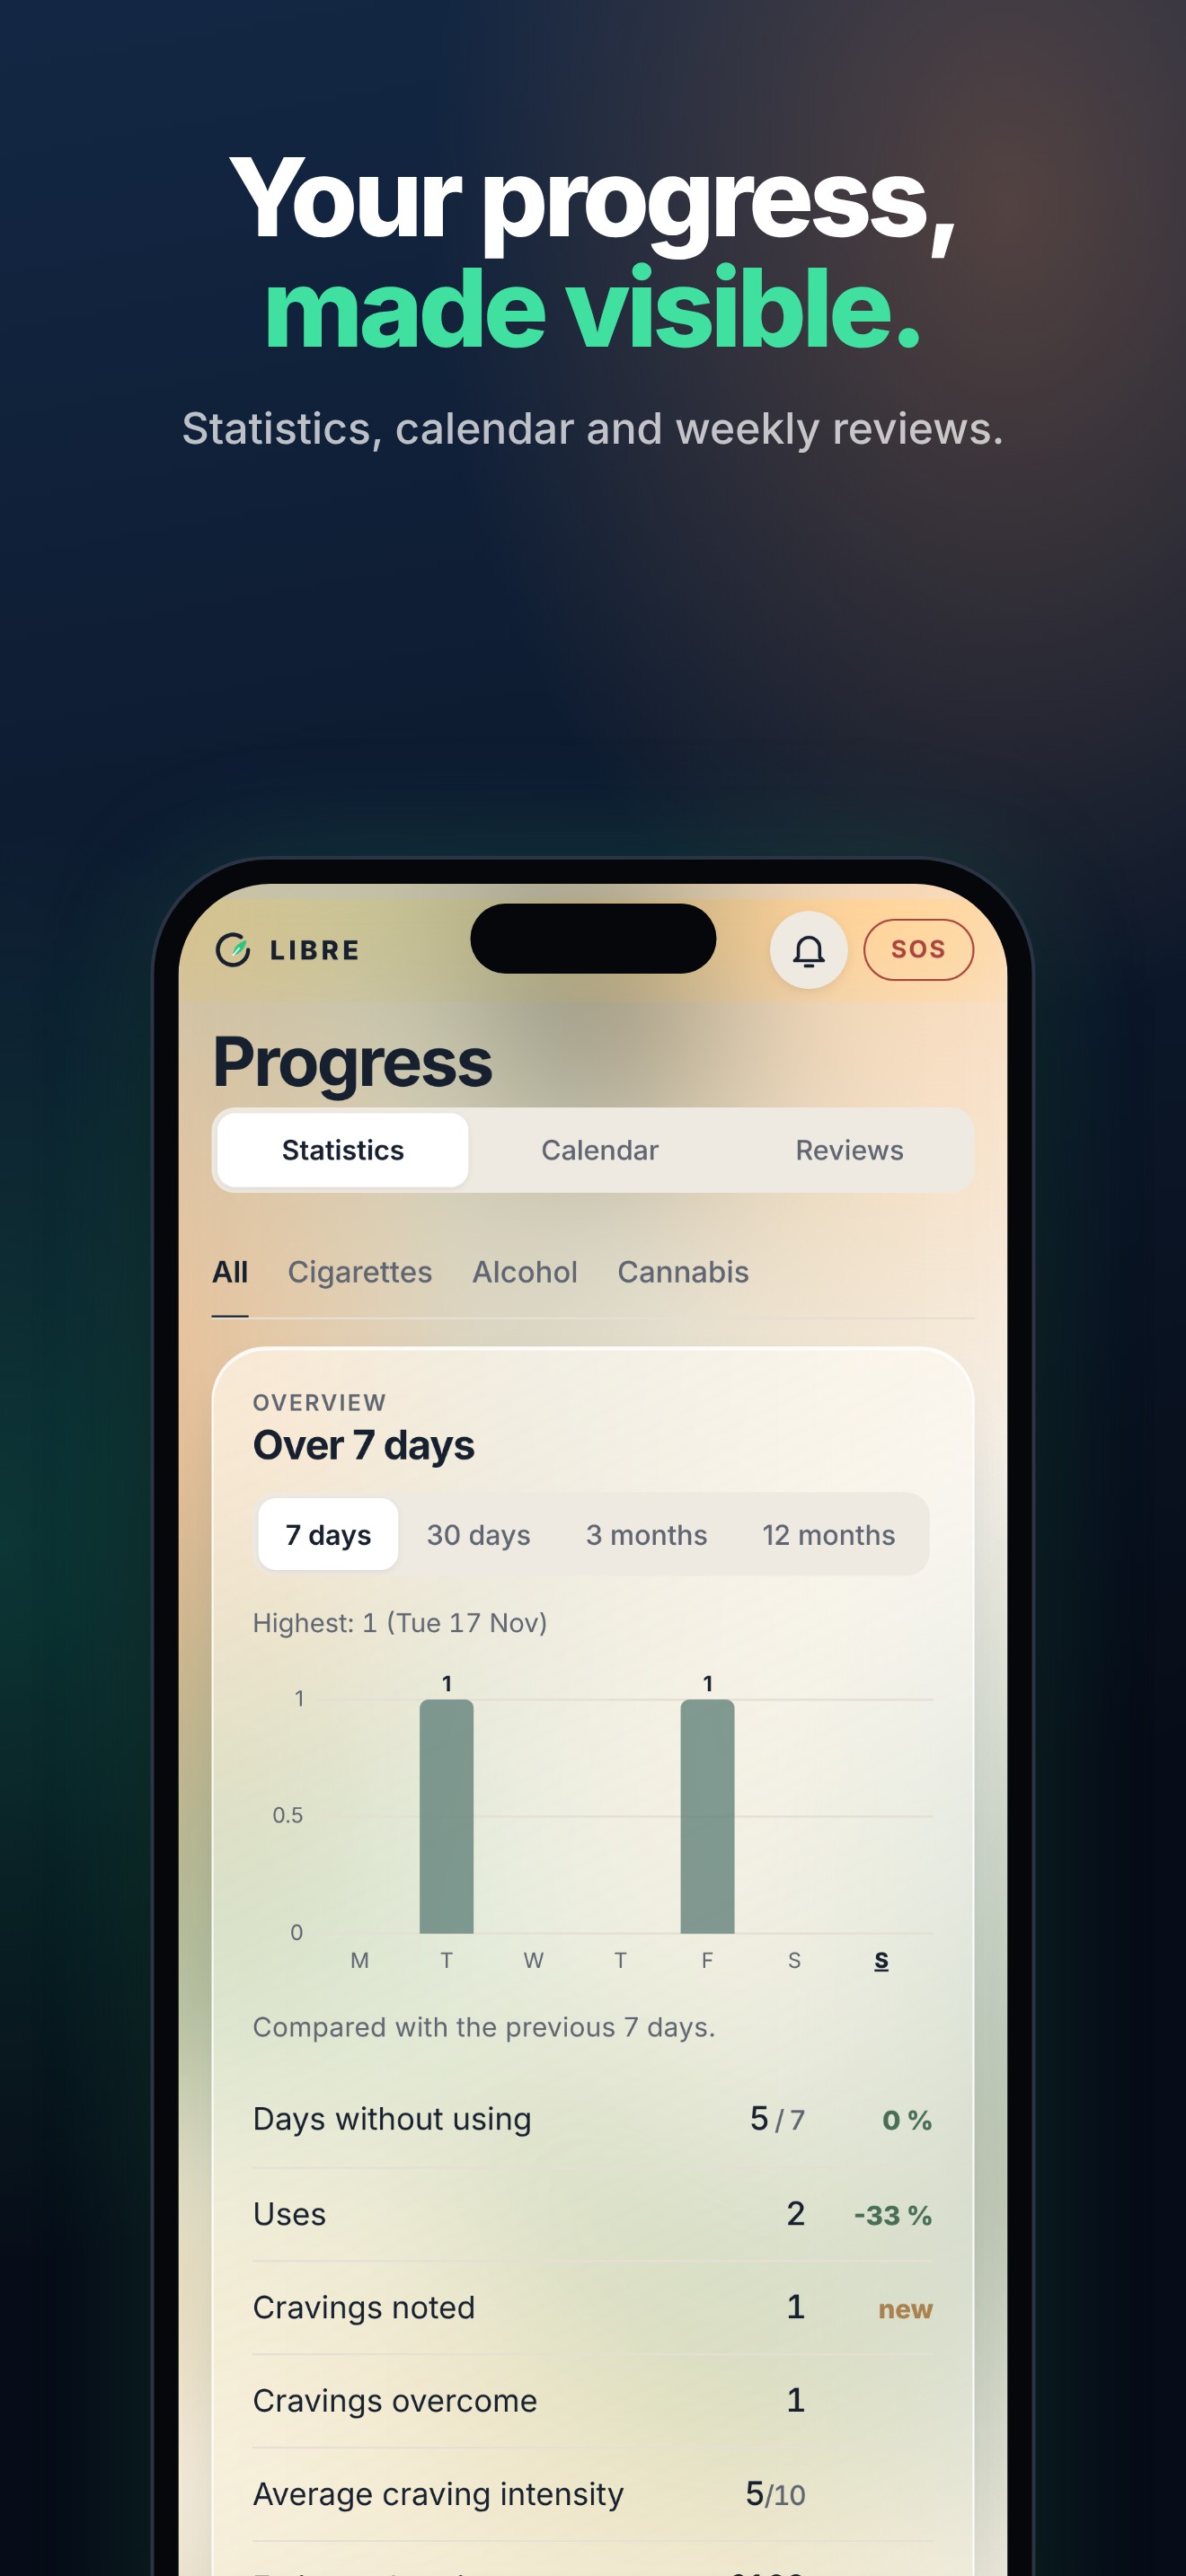 Your progress,
made visible.
Statistics, calendar and weekly reviews.
LIBRE
SOS
Progress
Statistics Calendar Reviews
All Cigarettes Alcohol Cannabis
OVERVIEW
Over 7 days
7 days 30 days 3 months 12 months
Highest: 1 (Tue 17 Nov)
1 1
1
0.5
0
M T W T F S S
Compared with the previous 7 days.
Days without using 5 / 7 0 %
Uses 2 -33 %
Cravings noted 1 new
Cravings overcome 1
Average craving intensity 5/10